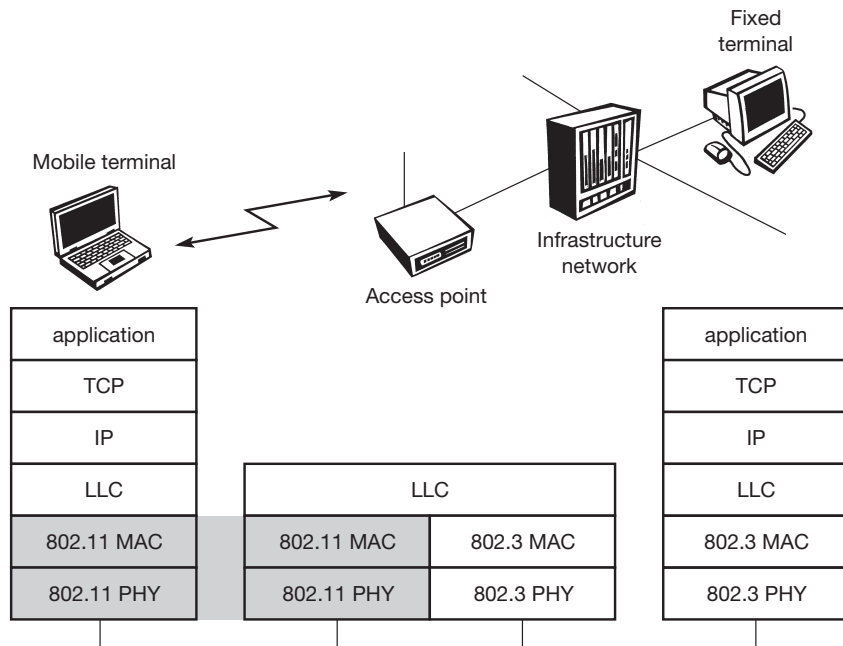 Fixed
terminal
Mobile terminal
Infrastructure
network
Access point
application
TCP
IP
LLC
802.11 MAC
802.11 PHY
LLC
802.11 MAC
802.3 MAC
802.11 PHY
802.3 PHY
application
TCP
IP
LLC
802.3 MAC
802.3 PHY